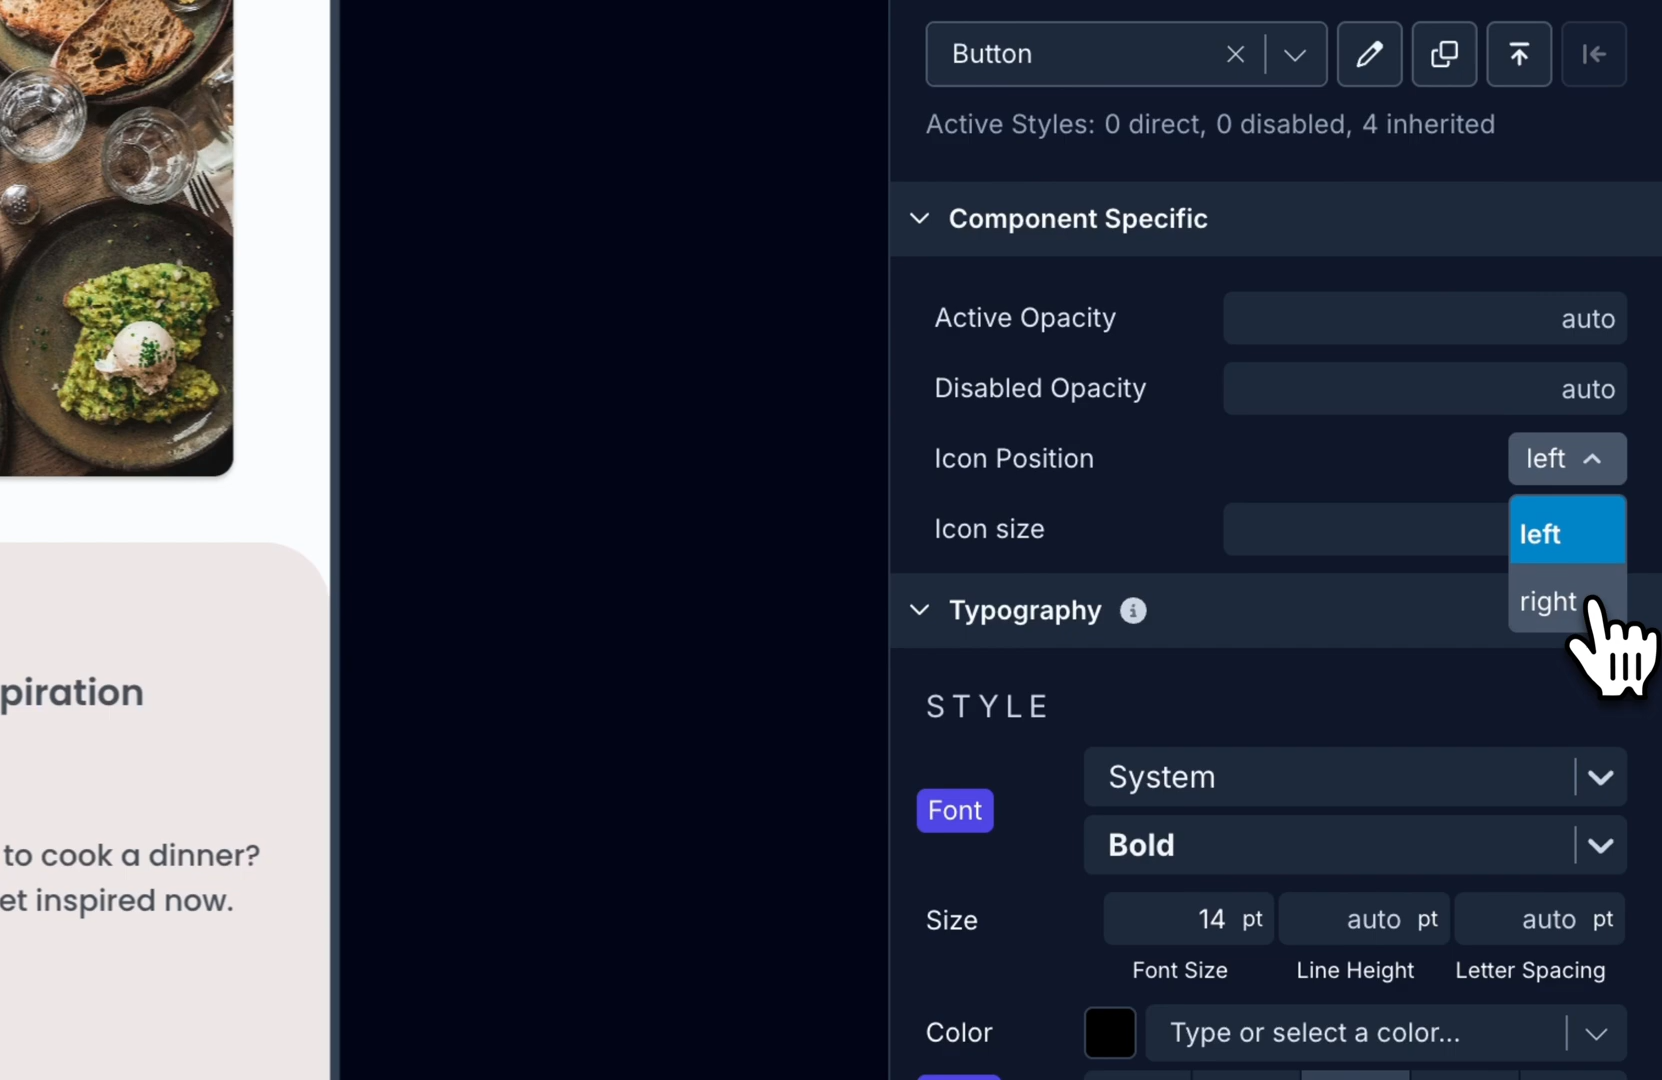 Button
Active Styles: 0 direct, 0 disabled, 4 inherited
Component Specific
Active Opacity auto
Disabled Opacity auto
Icon Position left
left
Icon size
right
Typography
STYLE
System
Font
Bold
Size 14 pt auto pt auto pt
Font Size Line Height Letter Spacing
Color Type or select a color...
piration
to cook a dinner?
et inspired now.